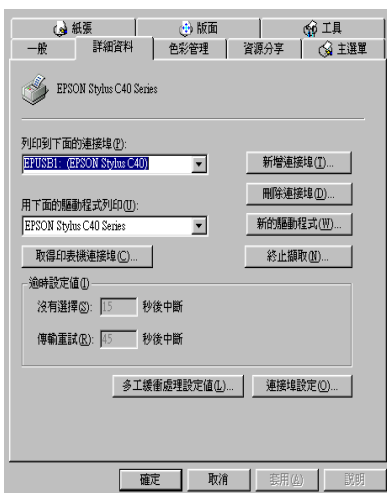 紙張 版面 工具
一般 詳細資料 色彩管理 資源分享 主選單
EPSON Stylus C40 Series
列印到下面的連接埠(P):
EPUSB1: (EPSON Stylus C40)
新增連接埠(T)...
刪除連接埠(D)...
用下面的驅動程式列印(U):
EPSON Stylus C40 Series
新的驅動程式(W)...
取得印表機連接埠(C)...
終止擷取(N)...
逾時設定值(I)
沒有選擇(S): 15 秒後中斷
傳輸重試(R): 45 秒後中斷
多工緩衝處理設定值(L)... 連接埠設定(O)...
確定 取消 套用(A) 說明